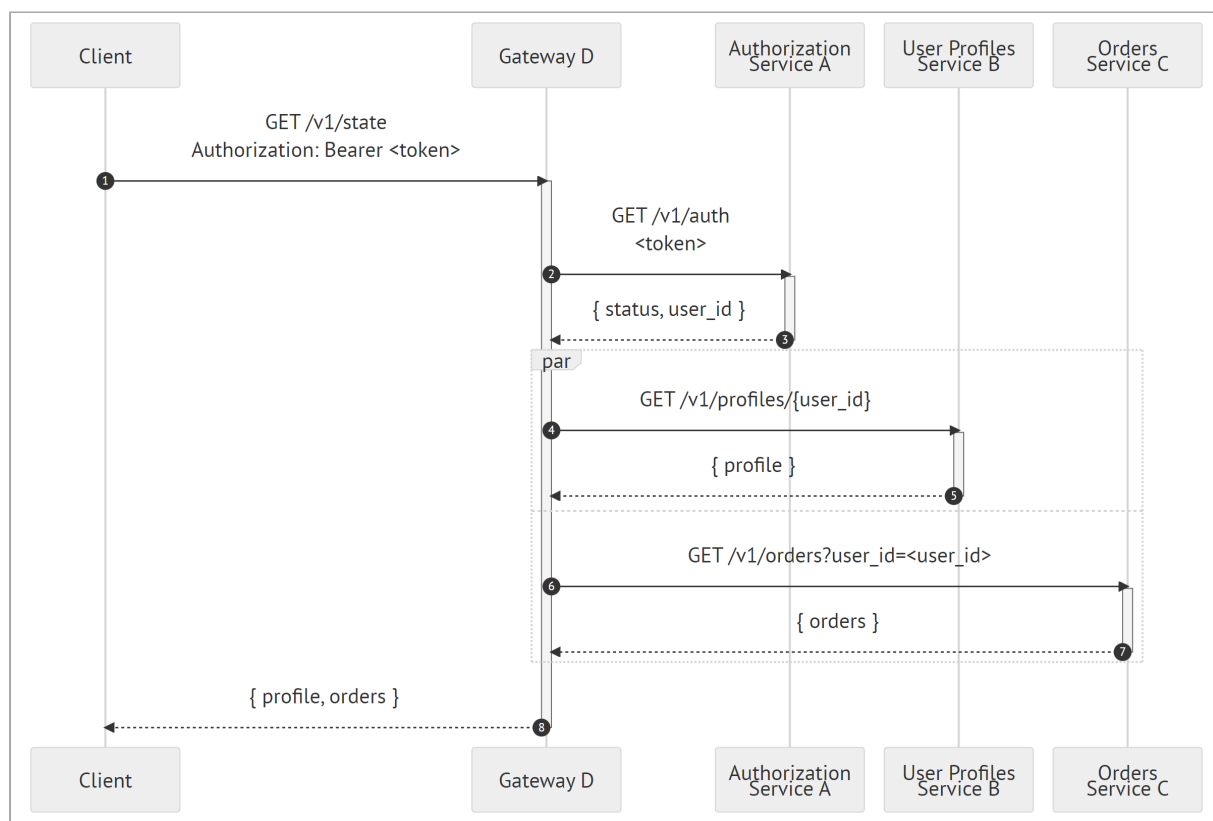 Client
Gateway D
Authorization
Service A
User Profiles
Service B
Orders
Service C
GET /v1/state
Authorization: Bearer <token>
1
GET /v1/auth
<token>
2
{ status, user_id }
3
par
GET /v1/profiles/{user_id}
4
{ profile }
5
GET /v1/orders?user_id=<user_id>
6
{ orders }
7
{ profile, orders }
8
Client
Gateway D
Authorization
Service A
User Profiles
Service B
Orders
Service C